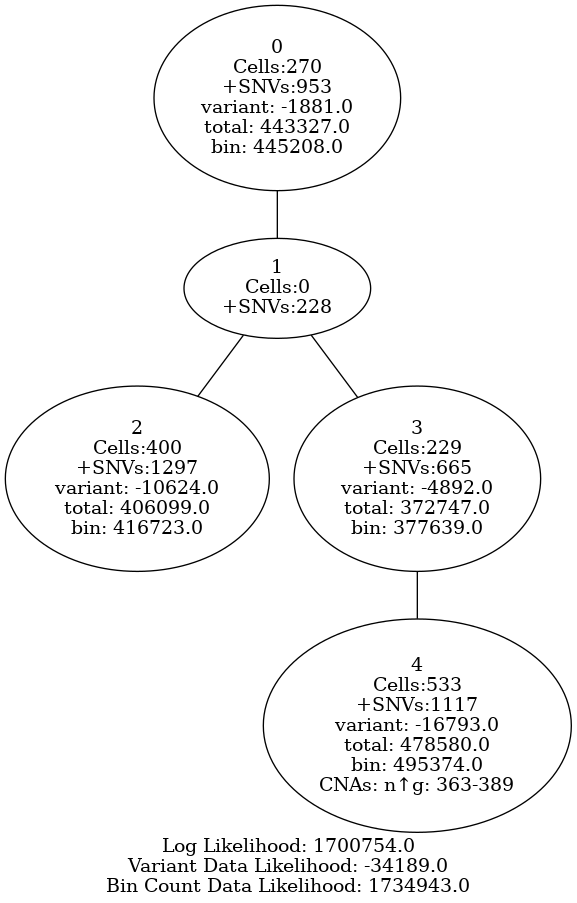 0
Cells:270
+SNVs:953
variant: -1881.0
total: 443327.0
bin: 445208.0
1
Cells:0
+SNVs:228
2
Cells:400
+SNVs:1297
variant: -10624.0
total: 406099.0
bin: 416723.0
3
Cells:229
+SNVs:665
variant: -4892.0
total: 372747.0
bin: 377639.0
4
Cells:533
+SNVs:1117
variant: -16793.0
total: 478580.0
bin: 495374.0
CNAs: n↑g: 363-389
Log Likelihood: 1700754.0
Variant Data Likelihood: -34189.0
Bin Count Data Likelihood: 1734943.0